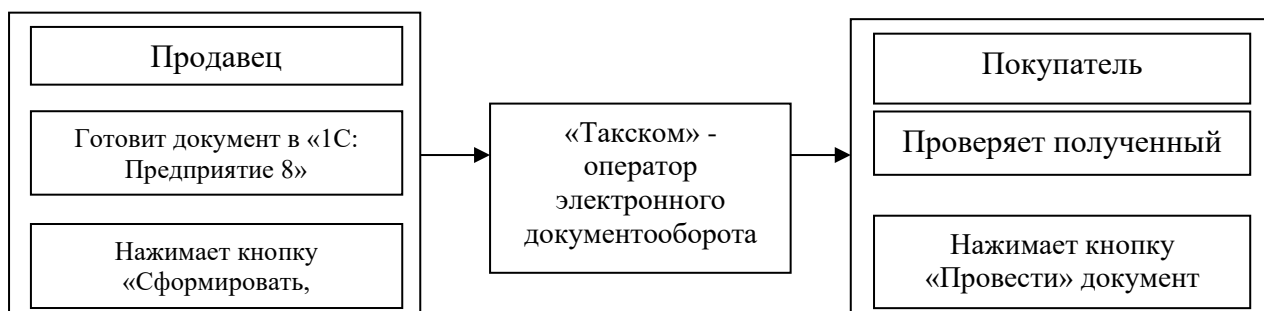 Продавец
Готовит документ в «1С:
Предприятие 8»
Нажимает кнопку
«Сформировать,
«Такском» -
оператор
электронного
документооборота
Покупатель
Проверяет полученный
Нажимает кнопку
«Провести» документ